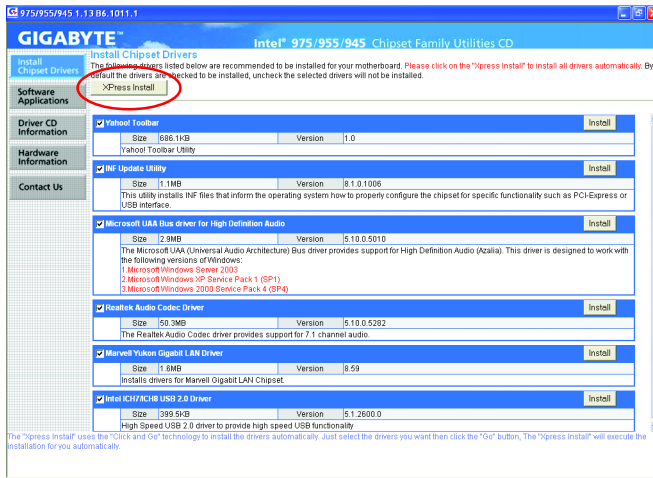 975/955/945 1.13 B6.1011.1
GIGABYTE™
Intel® 975/955/945 Chipset Family Utilities CD
Install
Chipset Drivers
Software
Applications
Driver CD
Information
Hardware
Information
Contact Us
Install Chipset Drivers
The following drivers listed below are recommended to be installed for your motherboard. Please click on the "Xpress Install" to install all drivers automatically. By
default the drivers are checked to be installed, uncheck the selected drivers will not be installed.
XPress Install
Yahoo! Toolbar Install
Size 686.1KB Version 1.0
Yahoo! Toolbar Utility
INF Update Utility Install
Size 1.1MB Version 8.1.0.1006
This utility installs INF files that inform the operating system how to properly configure the chipset for specific functionality such as PCI-Express or
USB interface.
Microsoft UAA Bus driver for High Definition Audio Install
Size 2.9MB Version 5.10.0.5010
The Microsoft UAA (Universal Audio Architecture) Bus driver provides support for High Definition Audio (Azalia). This driver is designed to work with
the following versions of Windows:
1.Microsoft Windows Server 2003
2.Microsoft Windows XP Service Pack 1 (SP1)
3.Microsoft Windows 2000 Service Pack 4 (SP4)
Realtek Audio Codec Driver Install
Size 50.3MB Version 5.10.0.5282
The Realtek Audio Codec driver provides support for 7.1 channel audio.
Marvell Yukon Gigabit LAN Driver Install
Size 1.6MB Version 8.59
Installs drivers for Marvell Gigabit LAN Chipset.
Intel ICH7/ICH8 USB 2.0 Driver Install
Size 399.5KB Version 5.1.2600.0
High Speed USB 2.0 driver to provide high speed USB functionality
The "Xpress Install" uses the "Click and Go" technology to install the drivers automatically. Just select the drivers you want then click the "Go" button, The "Xpress Install" will execute the
installation for you automatically.